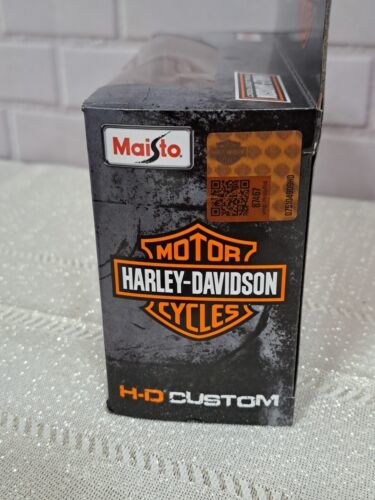 Maisto
MOTOR
HARLEY-DAVIDSON
CYCLES
H-D CUSTOM